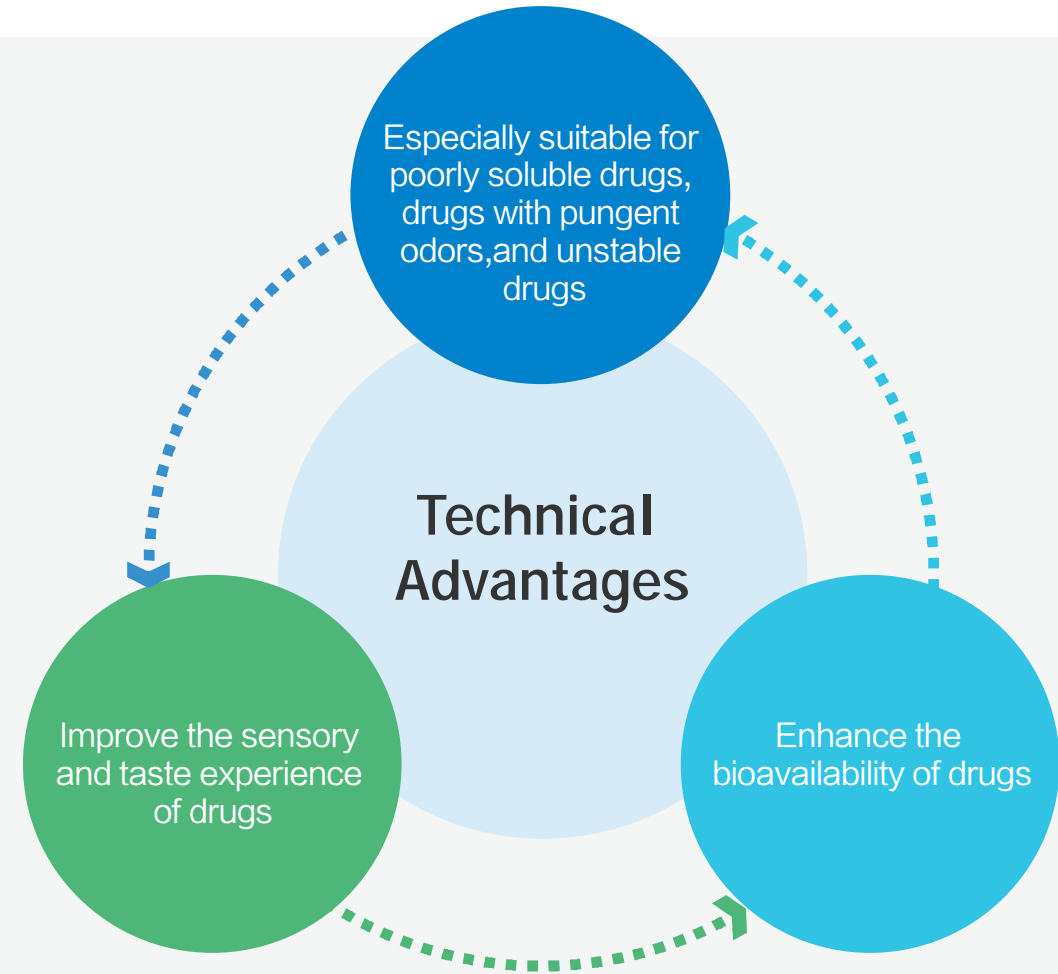 Especially suitable for
poorly soluble drugs,
drugs with pungent
odors,and unstable
drugs
Technical
Advantages
Improve the sensory
and taste experience
of drugs
Enhance the
bioavailability of drugs